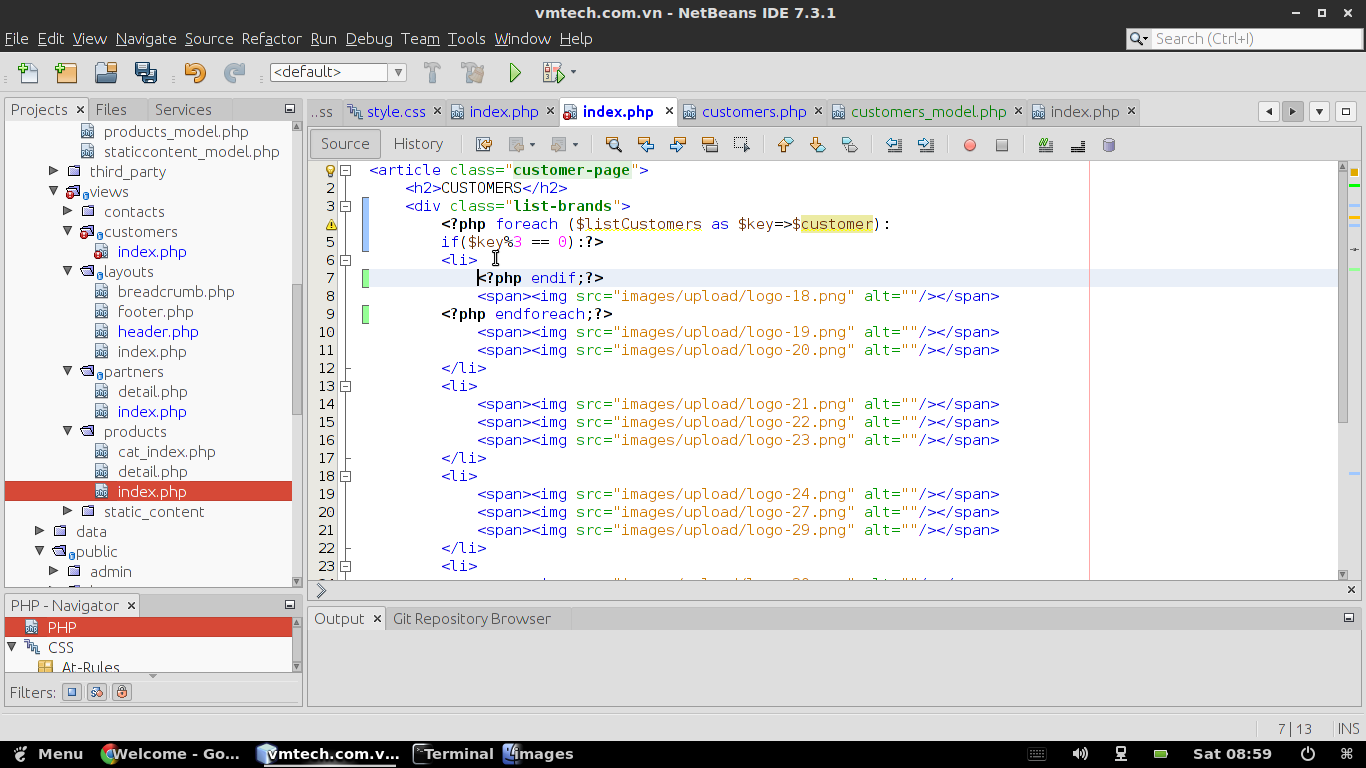 vmtech.com.vn - NetBeans IDE 7.3.1
File Edit View Navigate Source Refactor Run Debug Team Tools Window Help
Search (Ctrl+I)
<default>
Projects Files Services
..ss style.css index.php index.php customers.php customers_model.php index.php
Source History
products_model.php
staticcontent_model.php
third_party
views
contacts
customers
index.php
layouts
breadcrumb.php
footer.php
header.php
index.php
partners
detail.php
index.php
products
cat_index.php
detail.php
index.php
static_content
data
public
admin
<article class="customer-page">
2 <h2>CUSTOMERS</h2>
3 <div class="list-brands">
<?php foreach ($listCustomers as $key=>$customer):
5 if($key%3 == 0):?>
6 <li>
7 <?php endif;?>
8 <span><img src="images/upload/logo-18.png" alt=""/></span>
9 <?php endforeach;?>
10 <span><img src="images/upload/logo-19.png" alt=""/></span>
11 <span><img src="images/upload/logo-20.png" alt=""/></span>
12 </li>
13 <li>
14 <span><img src="images/upload/logo-21.png" alt=""/></span>
15 <span><img src="images/upload/logo-22.png" alt=""/></span>
16 <span><img src="images/upload/logo-23.png" alt=""/></span>
17 </li>
18 <li>
19 <span><img src="images/upload/logo-24.png" alt=""/></span>
20 <span><img src="images/upload/logo-27.png" alt=""/></span>
21 <span><img src="images/upload/logo-29.png" alt=""/></span>
22 </li>
23 <li>
PHP - Navigator
PHP
CSS
At-Rules
Filters:
Output Git Repository Browser
7 | 13 INS
Menu Welcome - Go... vmtech.com.v... Terminal images Sat 08:59